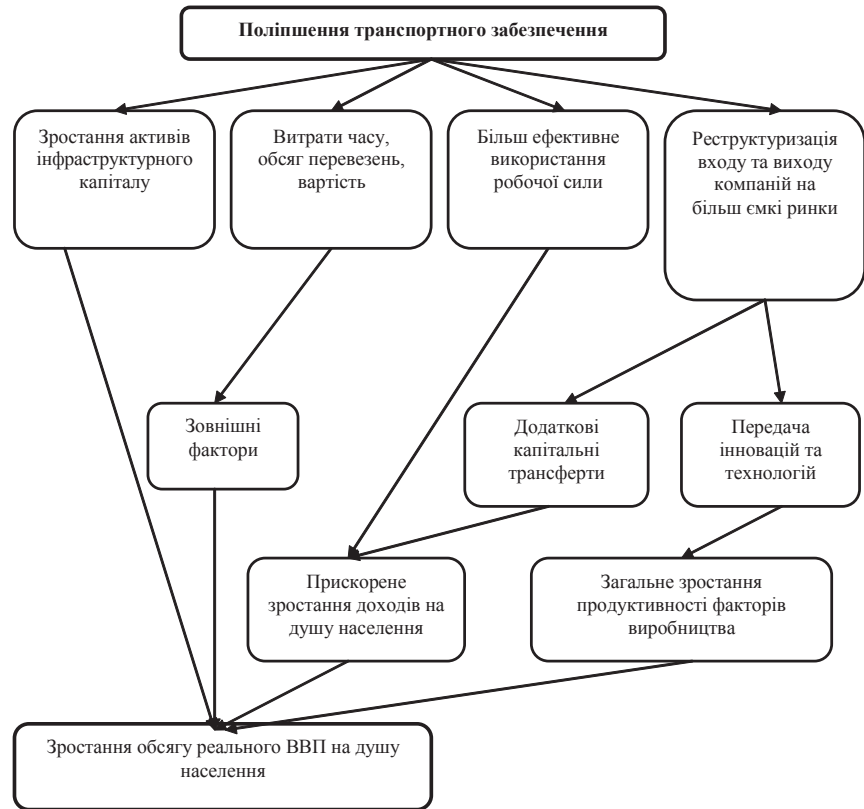 Поліпшення транспортного забезпечення
Зростання активів
інфраструктурного
капіталу
Витрати часу,
обсяг перевезень,
вартість
Більш ефективне
використання
робочої сили
Реструктуризація
входу та виходу
компаній на
більш ємкі ринки
Зовнішні
фактори
Додаткові
капітальні
трансферти
Передача
інновацій та
технологій
Прискорене
зростання доходів на
душу населення
Загальне зростання
продуктивності факторів
виробництва
Зростання обсягу реального ВВП на душу
населення